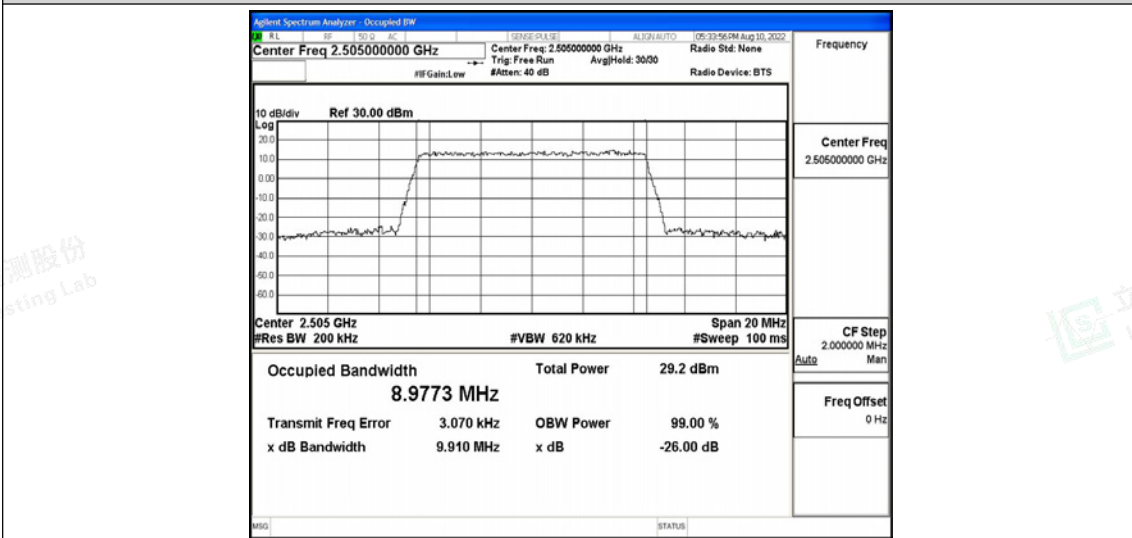 Agilent Spectrum Analyzer - Occupied BW
RL RF 50 Ω AC SENSE:PULSE ALIGN AUTO 05:33:56 PM Aug 10, 2022
Center Freq 2.505000000 GHz
Center Freq: 2.505000000 GHz
Radio Std: None
Trig: Free Run Avg|Hold: 30/30
#IFGain:Low #Atten: 40 dB Radio Device: BTS
Frequency
10 dB/div Ref 30.00 dBm
Log
20.0
10.0
0.00
-10.0
-20.0
-30.0
-40.0
-50.0
-60.0
Center 2.505 GHz Span 20 MHz
#Res BW 200 kHz #VBW 620 kHz #Sweep 100 ms
Occupied Bandwidth Total Power 29.2 dBm
8.9773 MHz
Transmit Freq Error 3.070 kHz OBW Power 99.00 %
x dB Bandwidth 9.910 MHz x dB -26.00 dB
Center Freq
2.505000000 GHz
CF Step
2.000000 MHz
Auto Man
Freq Offset
0 Hz
MSG STATUS
测股份
sting Lab
立